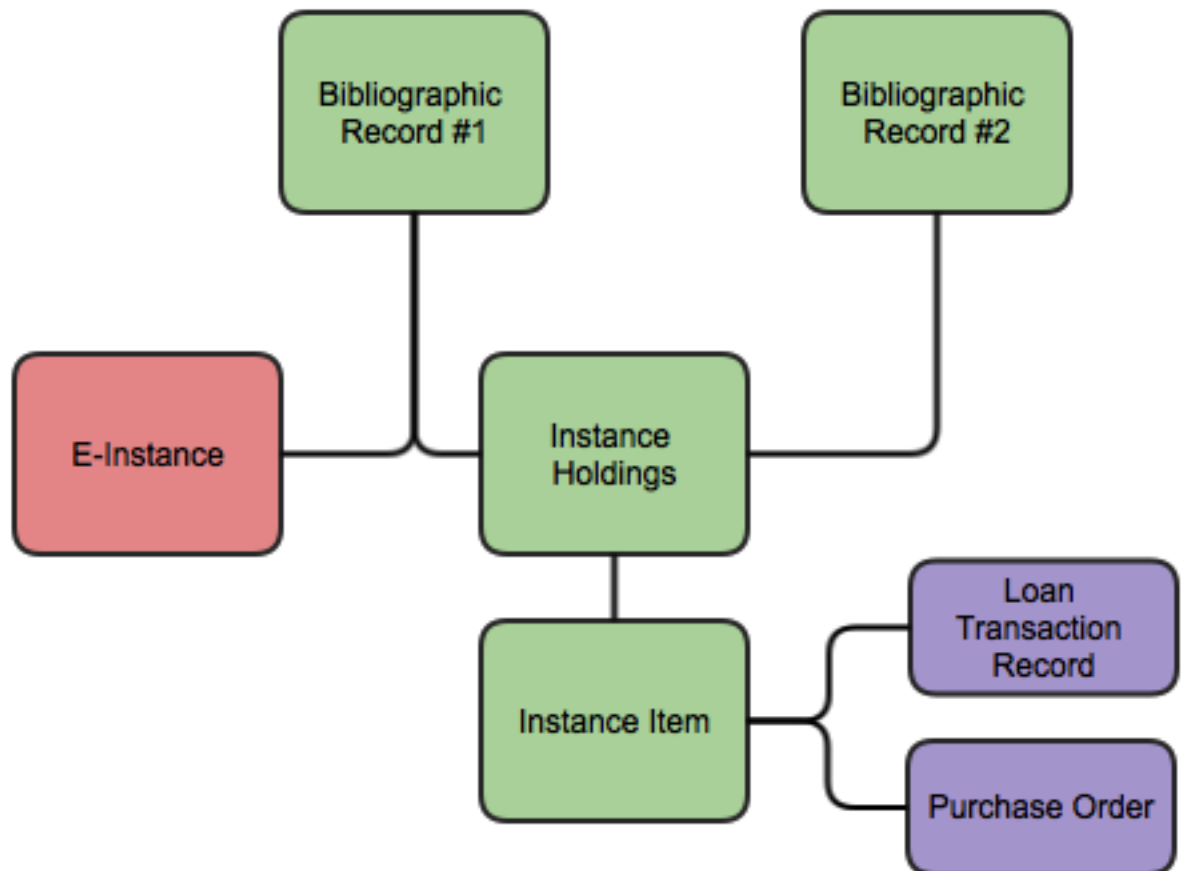 Bibliographic
Record #1
Bibliographic
Record #2
E-Instance
Instance
Holdings
Loan
Transaction
Record
Instance Item
Purchase Order